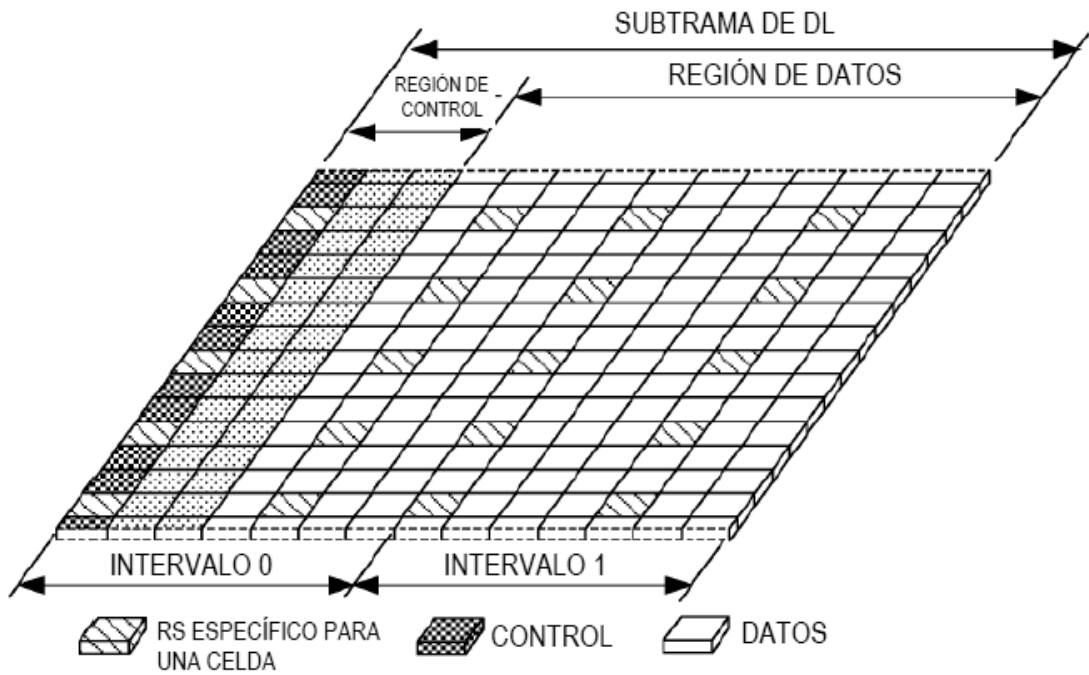 SUBTRAMA DE DL
REGIÓN DE
CONTROL
REGIÓN DE DATOS
INTERVALO 0
INTERVALO 1
RS ESPECÍFICO PARA
UNA CELDA
CONTROL
DATOS